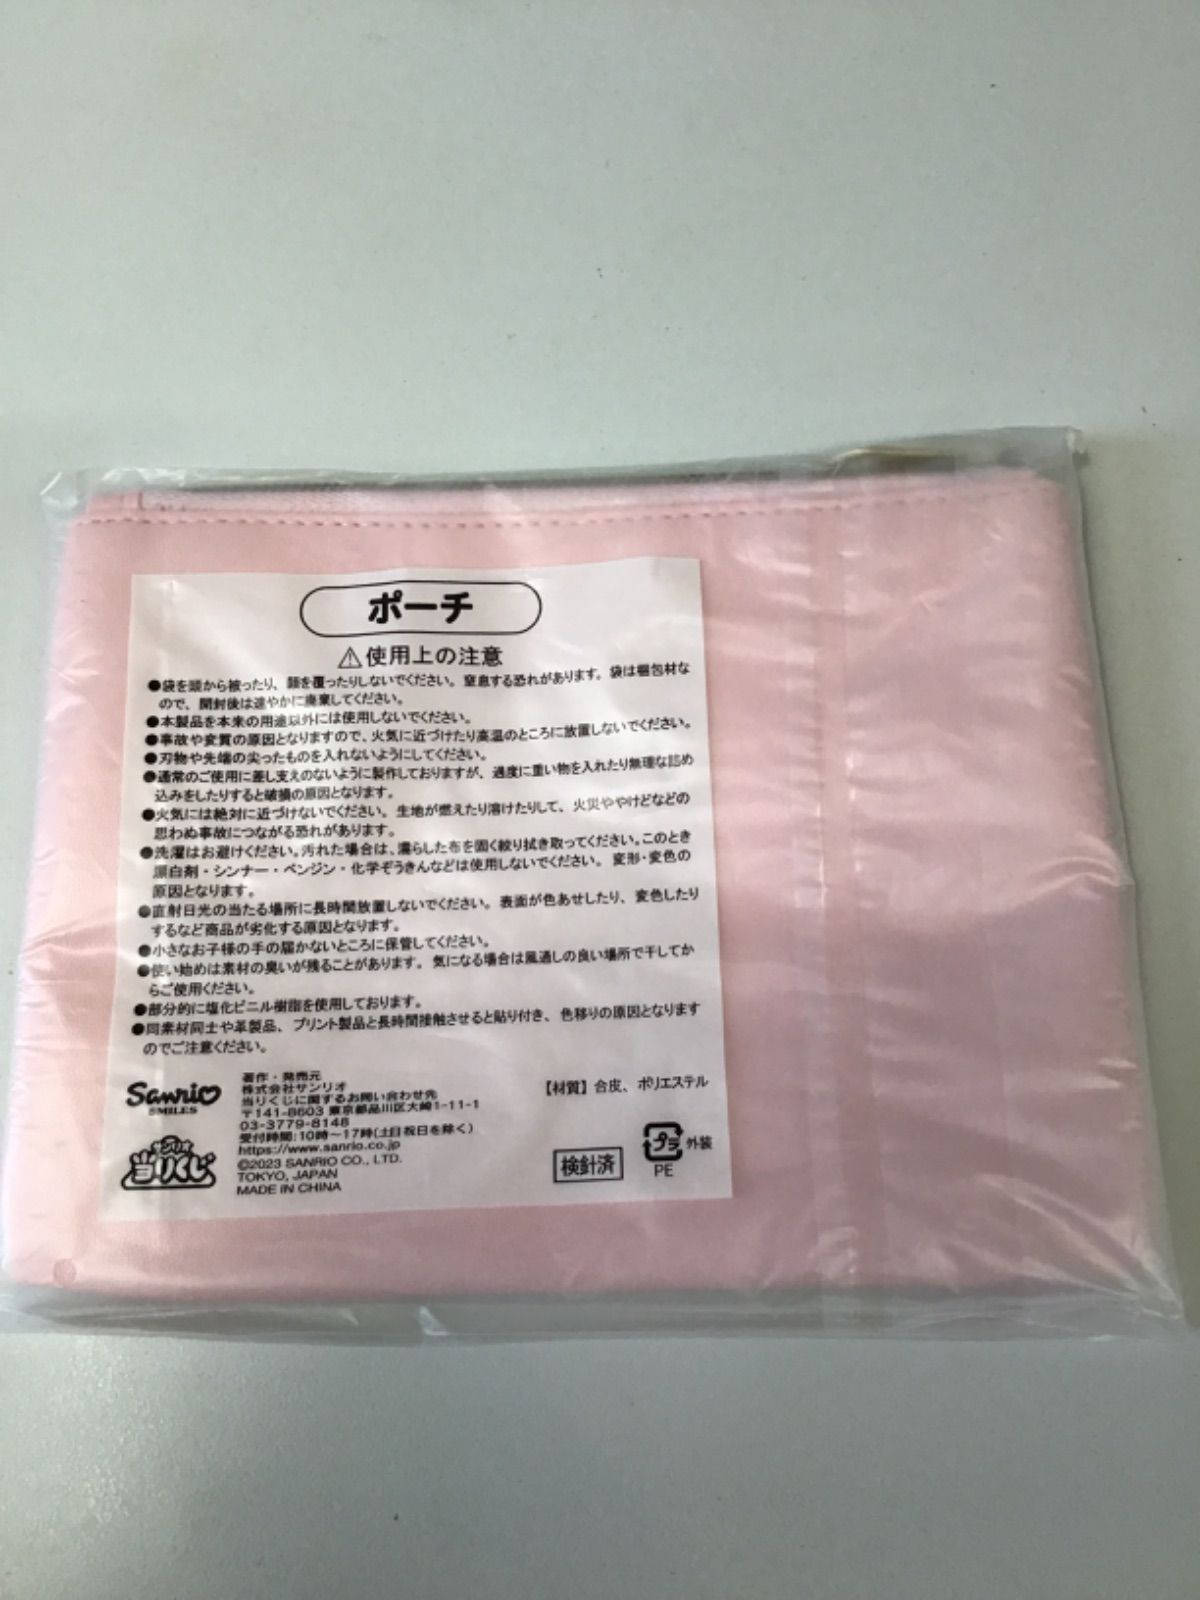 ポーチ
⚠使用上の注意
●袋を頭から被ったり、顔を覆ったりしないでください。窒息する恐れがあります。袋は梱包材な
ので、開封後は速やかに廃棄してください。
●本製品を本来の用途以外には使用しないでください。
●事故や変質の原因となりますので、火気に近づけたり高温のところに放置しないでください。
●刃物や先端の尖ったものを入れないようにしてください。
●通常のご使用に差し支えのないように製作しておりますが、過度に重い物を入れたり無理な詰め
込みをしたりすると破損の原因となります。
●火気には絶対に近づけないでください。生地が燃えたり溶けたりして、火災ややけどなどの
思わぬ事故につながる恐れがあります。
●洗濯はお避けください。汚れた場合は、濡らした布を固く絞り拭き取ってください。このとき
漂白剤・シンナー・ベンジン・化学ぞうきんなどは使用しないでください。変形・変色の
原因となります。
●直射日光の当たる場所に長時間放置しないでください。表面が色あせしたり、変色したり
するなど商品が劣化する原因となります。
●小さなお子様の手の届かないところに保管してください。
●使い始めは素材の臭いが残ることがあります。気になる場合は風通しの良い場所で干してか
らご使用ください。
●部分的に塩化ビニル樹脂を使用しております。
●同素材同士や革製品、プリント製品と長時間接触させると貼り付き、色移りの原因となります
のでご注意ください。
Sanrio
SMILES
サンリオ
当りくじ
著作・発売元
株式会社サンリオ
当りくじに関するお問い合わせ先
〒141-8603 東京都品川区大崎1-11-1
03-3779-8148
受付時間:10時～17時(土日祝日を除く)
https://www.sanrio.co.jp
©2023 SANRIO CO., LTD.
TOKYO, JAPAN
MADE IN CHINA
【材質】合皮、ポリエステル
検針済
プラ 外装
PE